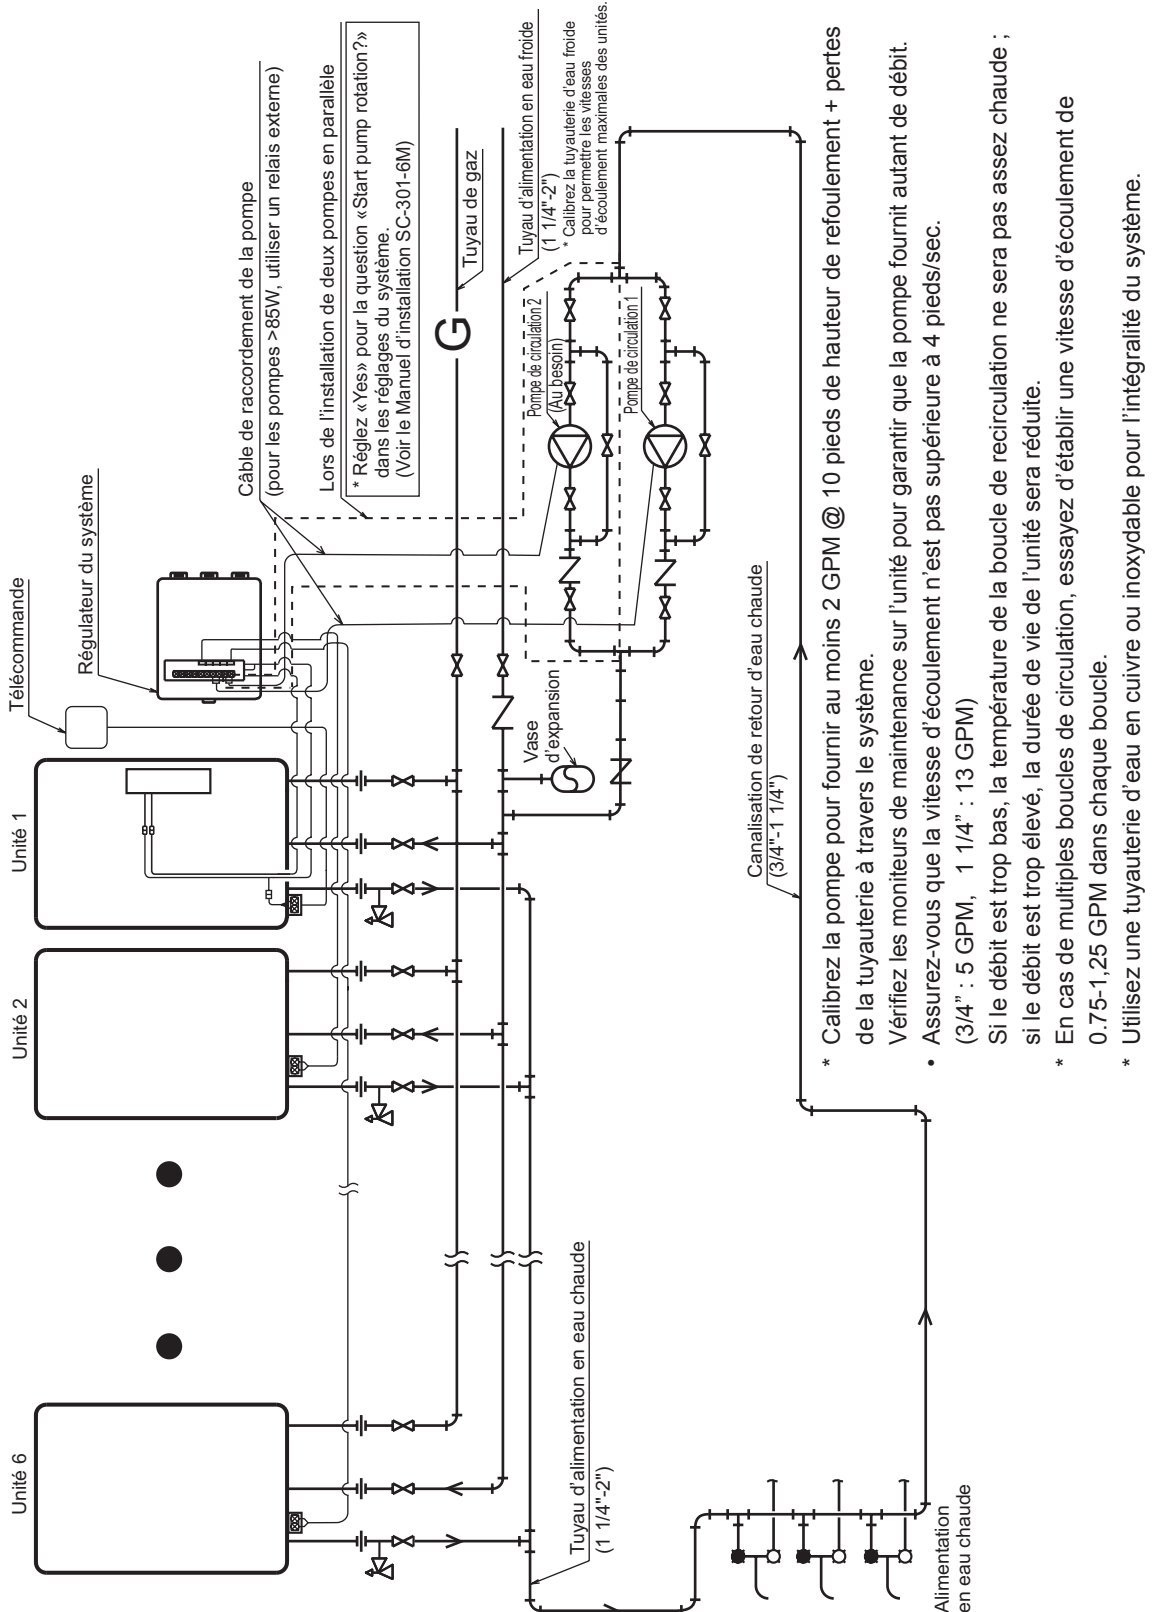 Télécommande
Régulateur du système
Câble de raccordement de la pompe
(pour les pompes >85W, utiliser un relais externe)
Lors de l'installation de deux pompes en parallèle
* Réglez «Yes» pour la question «Start pump rotation?»
dans les réglages du système.
(Voir le Manuel d'installation SC-301-6M)
Unité 1
Unité 2
Unité 6
G
Tuyau de gaz
Tuyau d'alimentation en eau froide
(1 1/4"-2")
* Calibrez la tuyauterie d'eau froide
pour permettre les vitesses
d'écoulement maximales des unités.
Vase
d'expansion
Pompe de circulation 2
(Au besoin)
Pompe de circulation 1
Canalisation de retour d'eau chaude
(3/4"-1 1/4")
Tuyau d'alimentation en eau chaude
(1 1/4"-2")
Alimentation
en eau chaude
* Calibrez la pompe pour fournir au moins 2 GPM @ 10 pieds de hauteur de refoulement + pertes
de la tuyauterie à travers le système.
Vérifiez les moniteurs de maintenance sur l'unité pour garantir que la pompe fournit autant de débit.
• Assurez-vous que la vitesse d'écoulement n'est pas supérieure à 4 pieds/sec.
(3/4” : 5 GPM, 1 1/4” : 13 GPM)
Si le débit est trop bas, la température de la boucle de recirculation ne sera pas assez chaude ;
si le débit est trop élevé, la durée de vie de l'unité sera réduite.
* En cas de multiples boucles de circulation, essayez d'établir une vitesse d'écoulement de
0.75-1,25 GPM dans chaque boucle.
* Utilisez une tuyauterie d'eau en cuivre ou inoxydable pour l'intégralité du système.